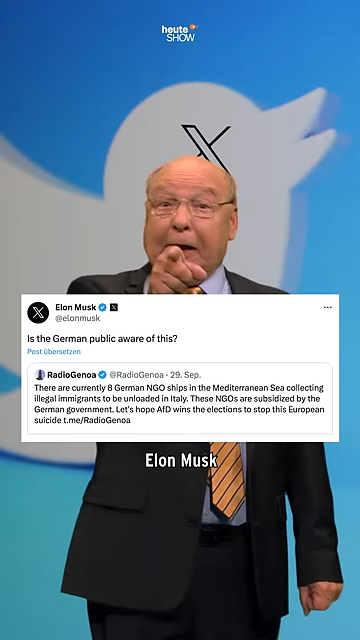 heute
SHOW
Elon Musk
@elonmusk
Is the German public aware of this?
Post übersetzen
RadioGenoa @RadioGenoa · 29. Sep.
There are currently 8 German NGO ships in the Mediterranean Sea collecting
illegal immigrants to be unloaded in Italy. These NGOs are subsidized by the
German government. Let's hope AfD wins the elections to stop this European
suicide t.me/RadioGenoa
Elon Musk